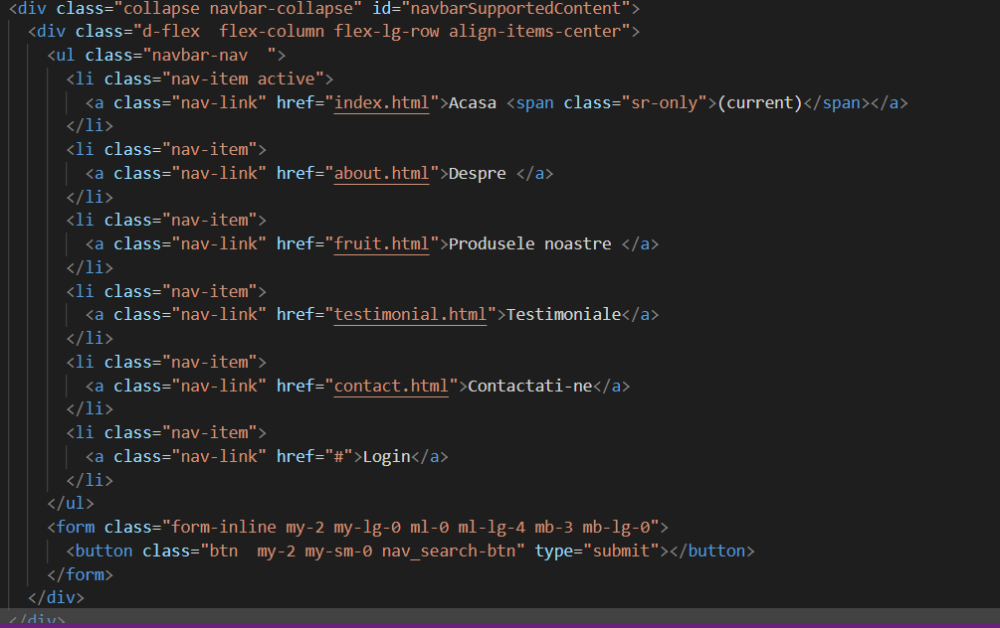 <div class="collapse navbar-collapse" id="navbarSupportedContent">
<div class="d-flex  flex-column flex-lg-row align-items-center">
<ul class="navbar-nav  ">
<li class="nav-item active">
<a class="nav-link" href="index.html">Acasa <span class="sr-only">(current)</span></a>
</li>
<li class="nav-item">
<a class="nav-link" href="about.html">Despre </a>
</li>
<li class="nav-item">
<a class="nav-link" href="fruit.html">Produsele noastre </a>
</li>
<li class="nav-item">
<a class="nav-link" href="testimonial.html">Testimoniale</a>
</li>
<li class="nav-item">
<a class="nav-link" href="contact.html">Contactati-ne</a>
</li>
<li class="nav-item">
<a class="nav-link" href="#">Login</a>
</li>
</ul>
<form class="form-inline my-2 my-lg-0 ml-0 ml-lg-4 mb-3 mb-lg-0">
<button class="btn  my-2 my-sm-0 nav_search-btn" type="submit"></button>
</form>
</div>
</div>